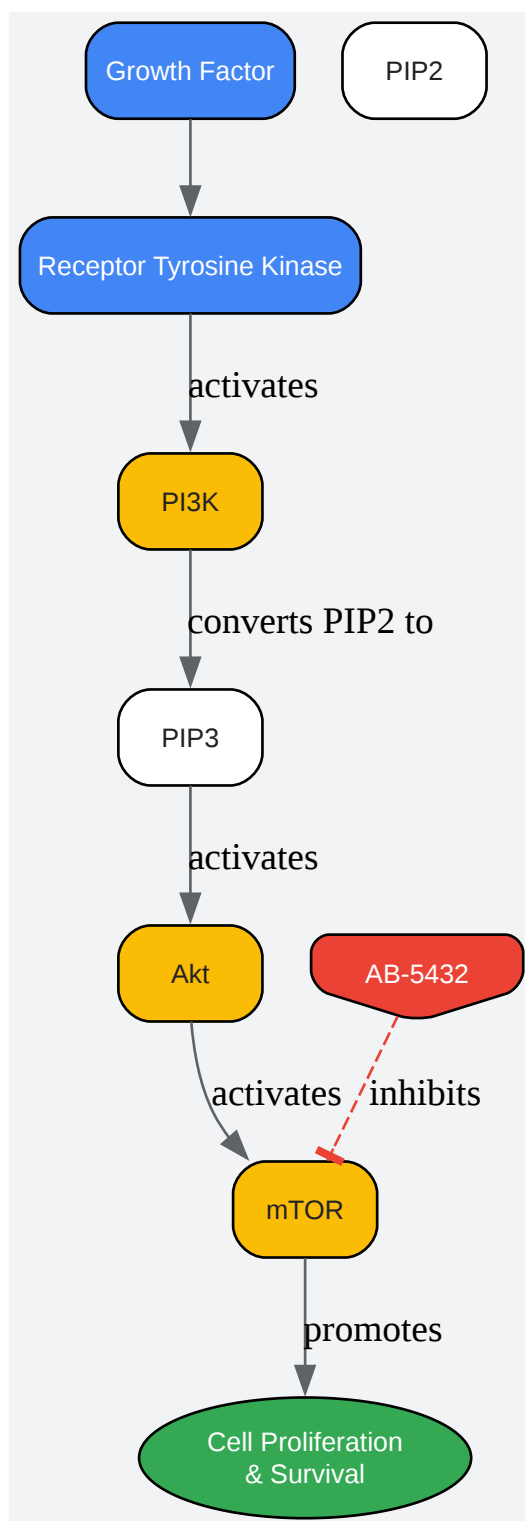 Growth Factor
PIP2
Receptor Tyrosine Kinase
activates
PI3K
converts PIP2 to
PIP3
activates
Akt
AB-5432
activates
inhibits
mTOR
promotes
Cell Proliferation
& Survival